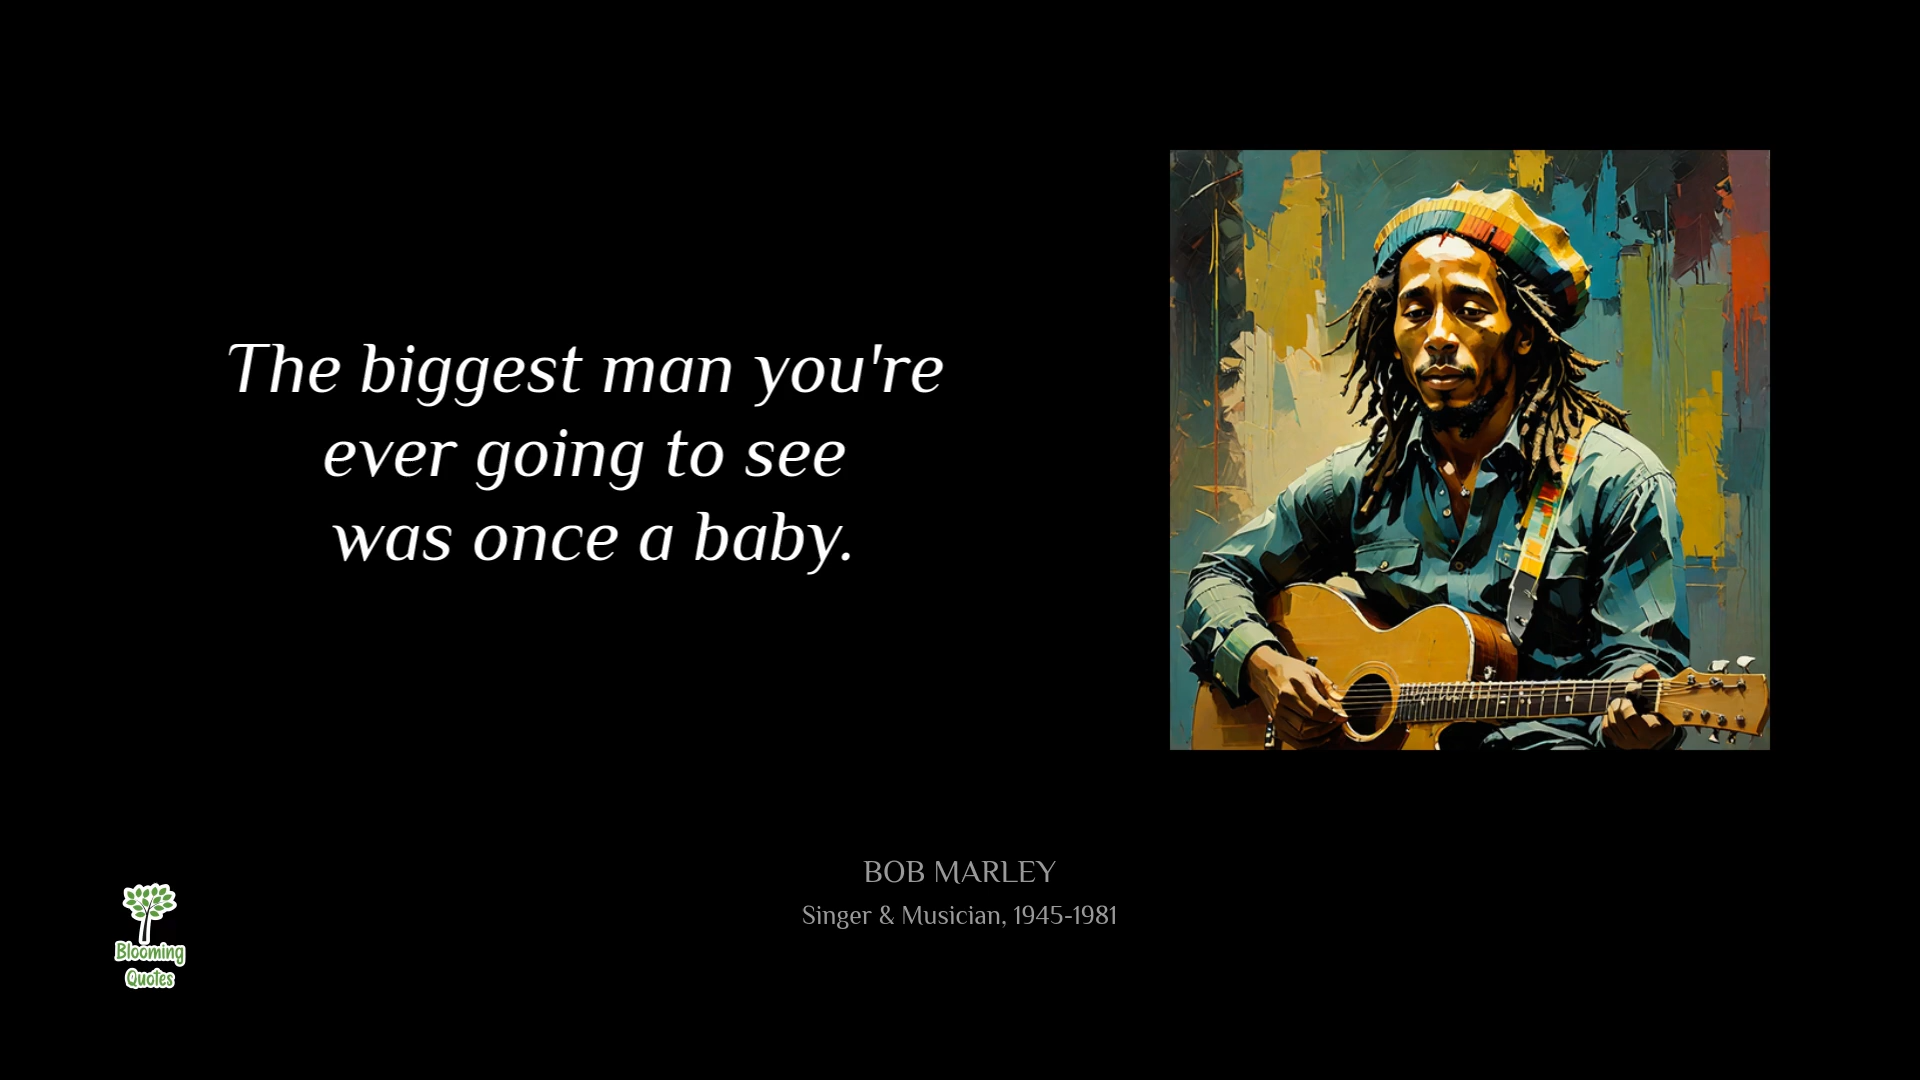 The biggest man you're
ever going to see
was once a baby.
BOB MARLEY
Singer & Musician, 1945-1981
Blooming
Quotes